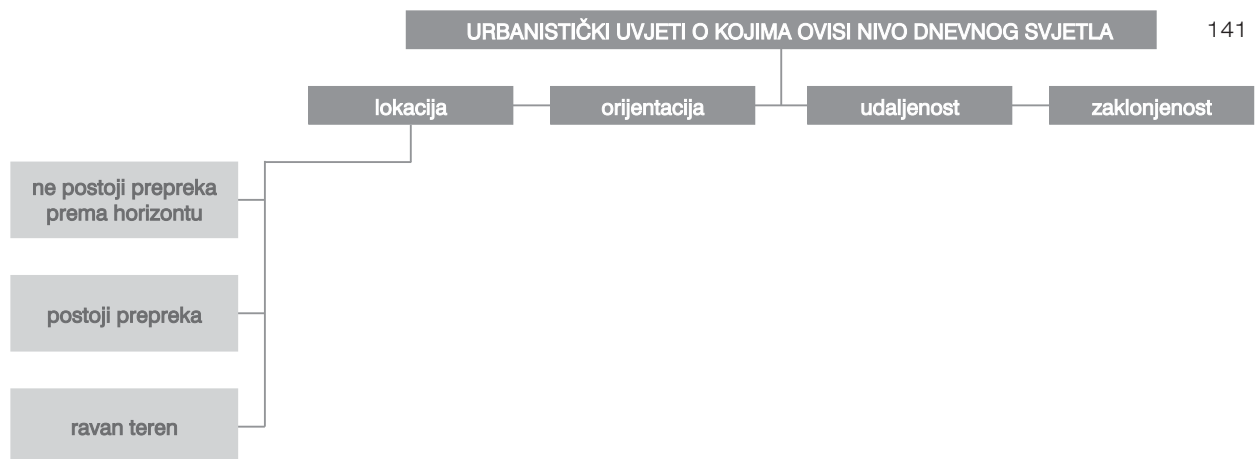 URBANISTIČKI UVJETI O KOJIMA OVISI NIVO DNEVNOG SVJETLA
141
lokacija
orijentacija
udaljenost
zaklonjenost
ne postoji prepreka
prema horizontu
postoji prepreka
ravan teren